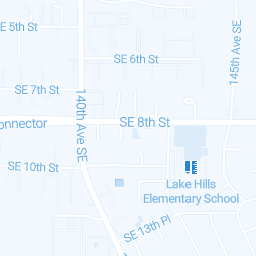 SE 5th St
SE 6th St
145th Ave SE
SE 7th St
140th Ave SE
onnector
SE 8th St
SE 10th St
Lake Hills
Elementary School
SE 13th Pl